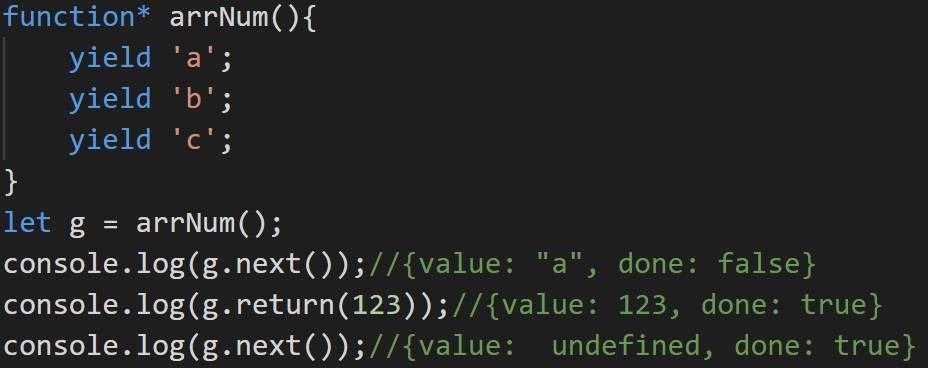 function* arrNum(){
    yield 'a';
    yield 'b';
    yield 'c';
}
let g = arrNum();
console.log(g.next());//{value: "a", done: false}
console.log(g.return(123));//{value: 123, done: true}
console.log(g.next());//{value:  undefined, done: true}